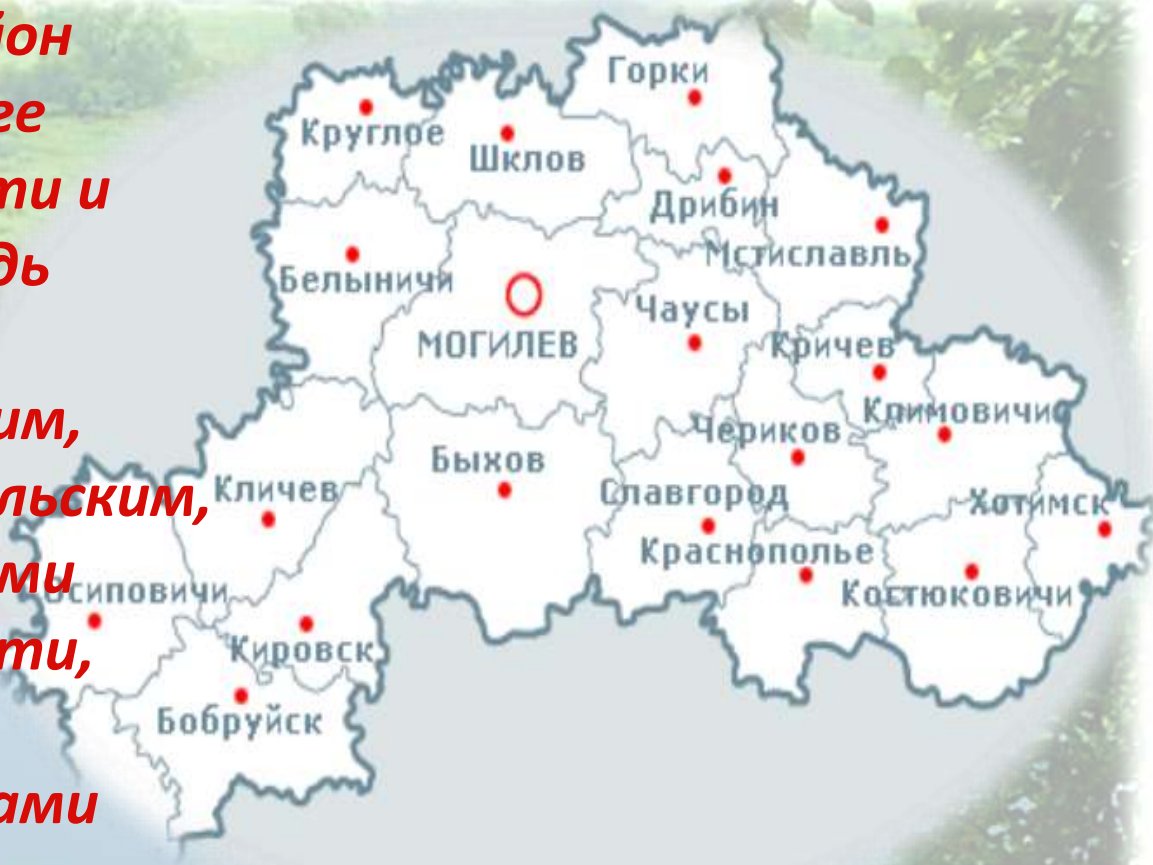 йон
ее
ти и
дь
им,
льским,
ми
ти,
ами
Горки
Круглое
Шклов
Дрибин
Мстиславль
Белыничи
Чаусы
МОГИЛЕВ
Кричев
Климовичи
Чериков
Быхов
Кличев
Славгород
Хотимск
Краснополье
Осиповичи
Костюковичи
Кировск
Бобруйск